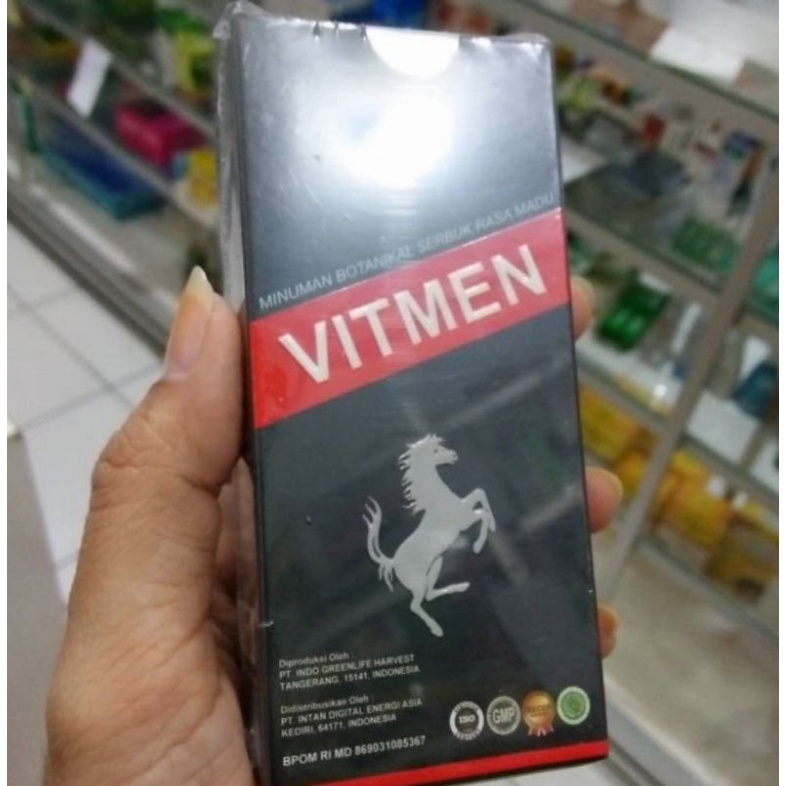 MINUMAN BOTANIKAL SERBUK RASA MADU
VITMEN
Diproduksi Oleh :
PT. INDO GREENLIFE HARVEST
TANGERANG, 15141, INDONESIA
Didistribusikan Oleh :
PT. INTAN DIGITAL ENERGI ASIA
KEDIRI, 64171, INDONESIA
BPOM RI MD 869031085367
ISO
GMP